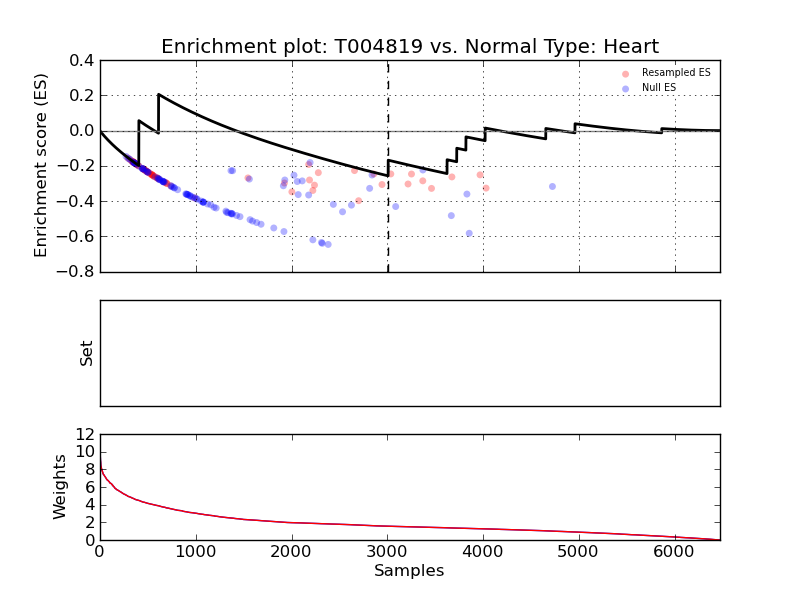 Enrichment plot: T004819 vs. Normal Type: Heart
Enrichment score (ES)
0.4
0.2
0.0
−0.2
−0.4
−0.6
−0.8
Resampled ES
Null ES
Set
Weights
12
10
8
6
4
2
0
0 1000 2000 3000 4000 5000 6000
Samples